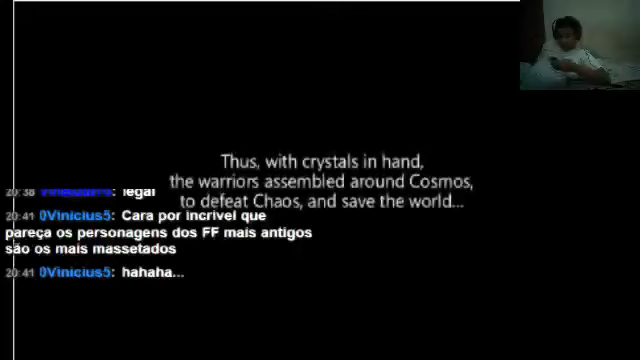 Thus, with crystals in hand,
the warriors assembled around Cosmos,
to defeat Chaos, and save the world...
20:38 : legal
20:41 0Vinicius5: Cara por incrivel que
pareça os personagens dos FF mais antigos
são os mais massetados
20:41 0Vinicius5: hahaha...